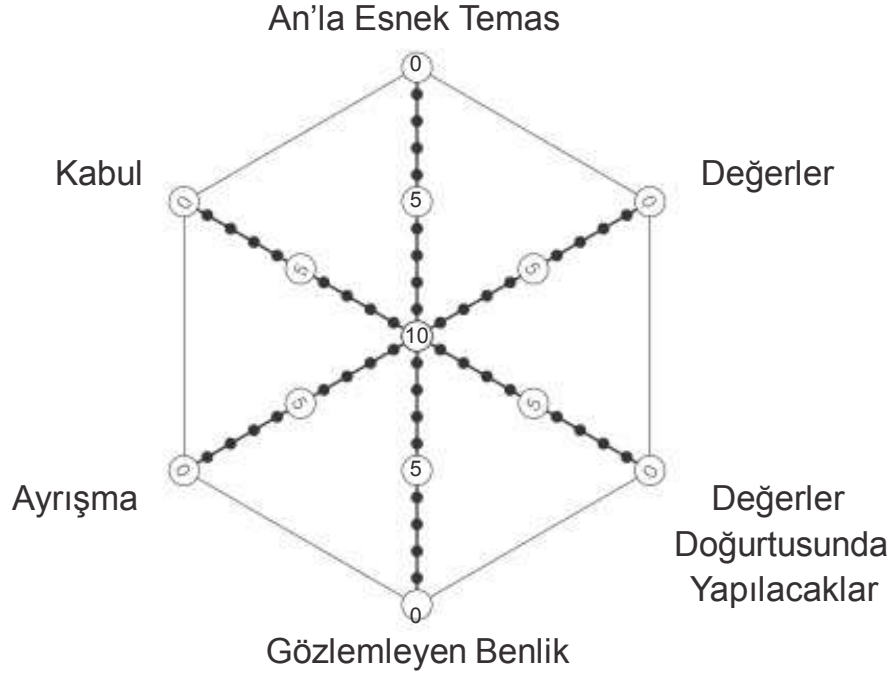 An’la Esnek Temas
0
Kabul
Değerler
0
5
0
5
5
10
5
5
5
0
0
Ayrışma
Değerler
Doğurtusunda
Yapılacaklar
0
Gözlemleyen Benlik